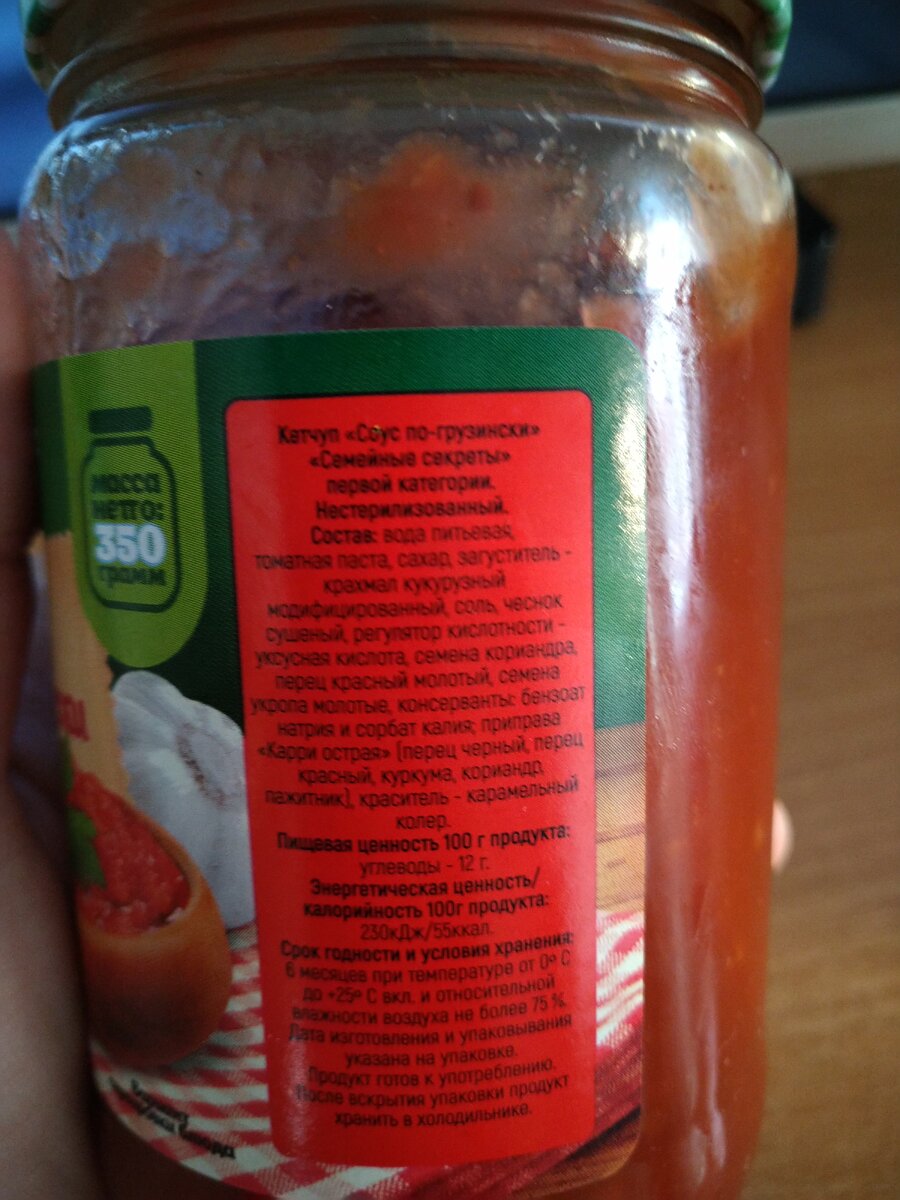 масса
нетто:
350
грамм
Кетчуп «Соус по-грузински»
«Семейные секреты»
первой категории.
Нестерилизованный.
Состав: вода питьевая,
томатная паста, сахар, загуститель -
крахмал кукурузный
модифицированный, соль, чеснок
сушеный, регулятор кислотности -
уксусная кислота, семена кориандра,
перец красный молотый, семена
укропа молотые, консерванты: бензоат
натрия и сорбат калия; приправа
«Карри острая» (перец черный, перец
красный, куркума, кориандр,
пажитник), краситель - карамельный
колер.
Пищевая ценность 100 г продукта:
углеводы - 12 г.
Энергетическая ценность/
калорийность 100г продукта:
230кДж/55ккал.
Срок годности и условия хранения:
6 месяцев при температуре от 0º С
до +25º С вкл. и относительной
влажности воздуха не более 75 %.
Дата изготовления и упаковывания
указана на упаковке.
Продукт готов к употреблению.
После вскрытия упаковки продукт
хранить в холодильнике.